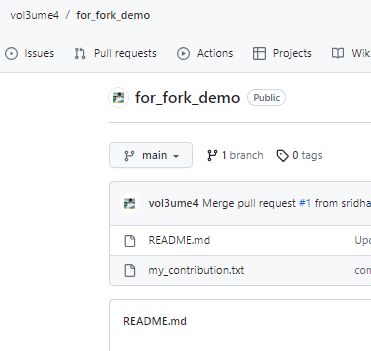 vol3ume4 / for_fork_demo
Issues Pull requests Actions Projects Wik
for_fork_demo Public
main 1 branch 0 tags
vol3ume4 Merge pull request #1 from sridha
README.md Upd
my_contribution.txt con
README.md